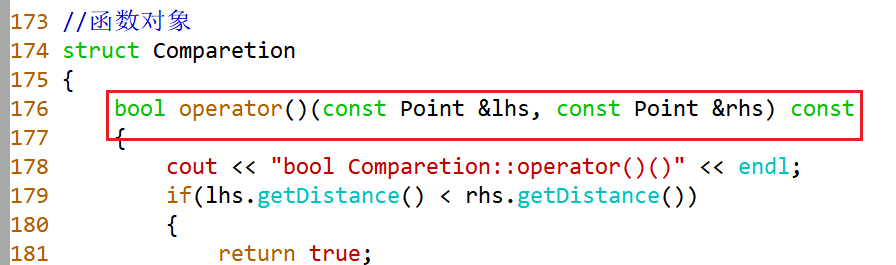 173 //函数对象
174 struct Comparetion
175 {
176     bool operator()(const Point &lhs, const Point &rhs) const
177     {
178         cout << "bool Comparetion::operator()()" << endl;
179         if(lhs.getDistance() < rhs.getDistance())
180         {
181             return true;